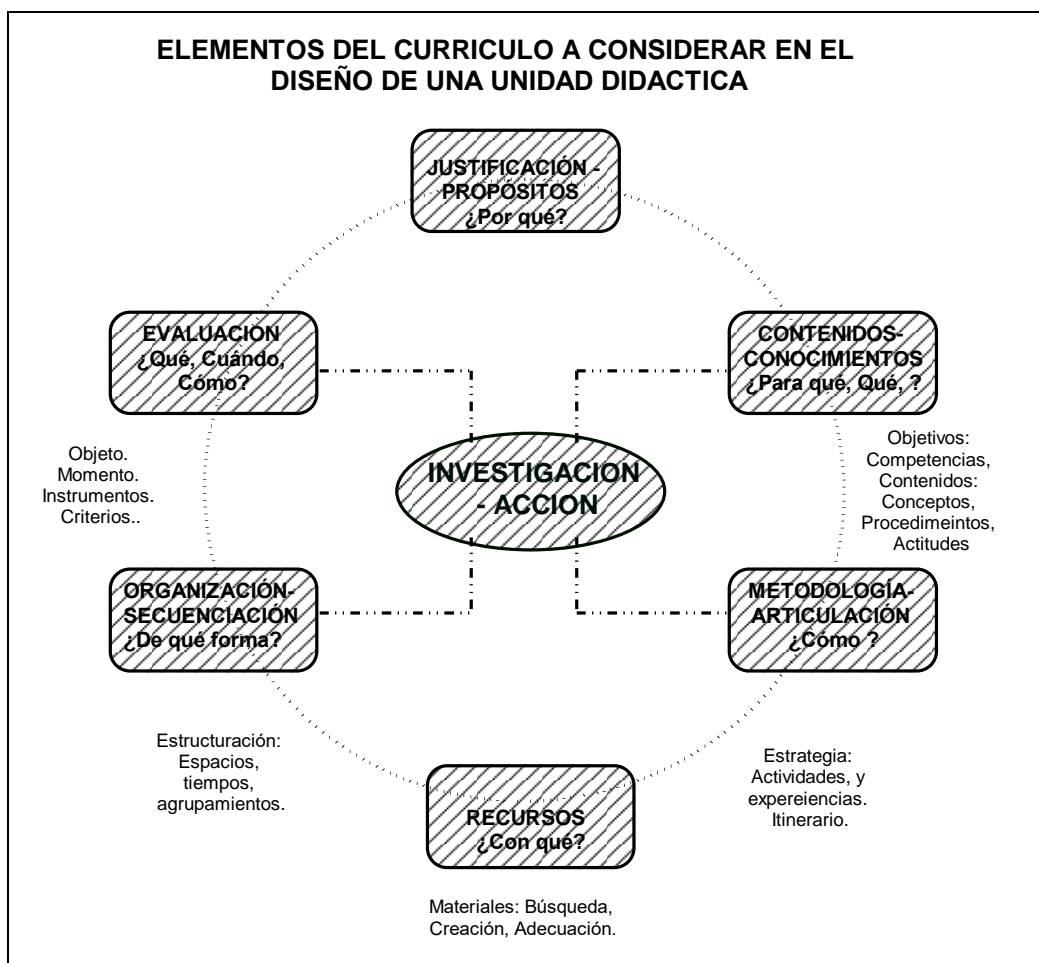 ELEMENTOS DEL CURRICULO A CONSIDERAR EN EL
DISEÑO DE UNA UNIDAD DIDACTICA
JUSTIFICACIÓN -
PROPÓSITOS
¿Por qué?
EVALUACIÓN
¿Qué, Cuándo,
Cómo?
CONTENIDOS-
CONOCIMIENTOS
¿Para qué, Qué, ?
Objeto.
Momento.
Instrumentos.
Criterios..
INVESTIGACION
- ACCION
Objetivos:
Competencias,
Contenidos:
Conceptos,
Procedimeintos,
Actitudes
ORGANIZACIÓN-
SECUENCIACIÓN
¿De qué forma?
METODOLOGÍA-
ARTICULACIÓN
¿Cómo ?
Estructuración:
Espacios,
tiempos,
agrupamientos.
Estrategia:
Actividades, y
expereiencias.
Itinerario.
RECURSOS
¿Con qué?
Materiales: Búsqueda,
Creación, Adecuación.